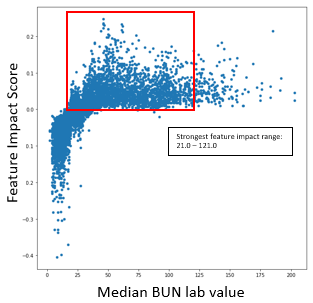 Feature Impact Score
0.2
0.1
0.0
0.1
0.2
0.3
−0.4
Strongest feature impact range:
21.0 – 121.0
0 25 50 75 100 125 150 175 200
Median BUN lab value